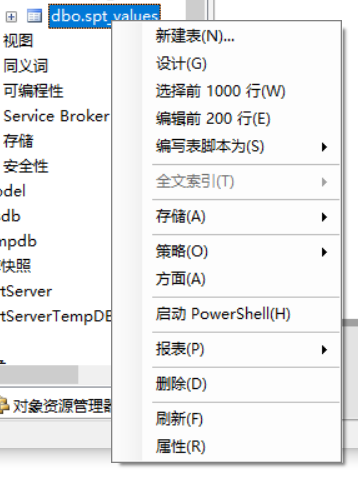 dbo.spt_values
视图
同义词
可编程性
Service Broker
存储
安全性
odel
sdb
mpdb
快照
rtServer
rtServerTempDB
对象资源管理器
新建表(N)...
设计(G)
选择前 1000 行(W)
编辑前 200 行(E)
编写表脚本为(S)
全文索引(T)
存储(A)
策略(O)
方面(A)
启动 PowerShell(H)
报表(P)
删除(D)
刷新(F)
属性(R)